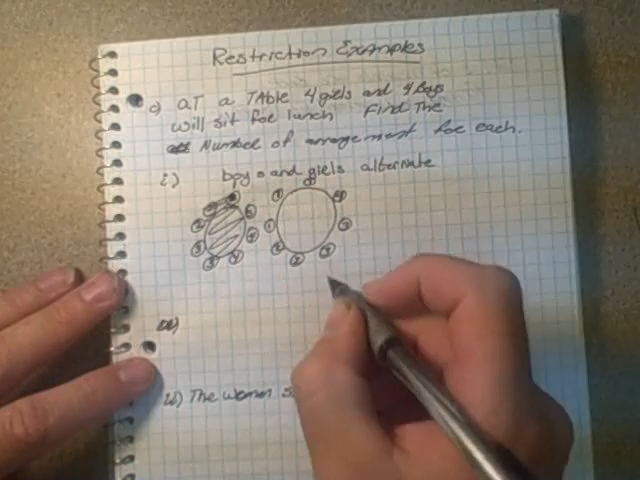 Restriction Examples
c) aT a TAble 4 girls and 4 Boys
will sit for lunch Find The
Number of arrangement for each.
i.) boys and girls alternate
ii) The women s